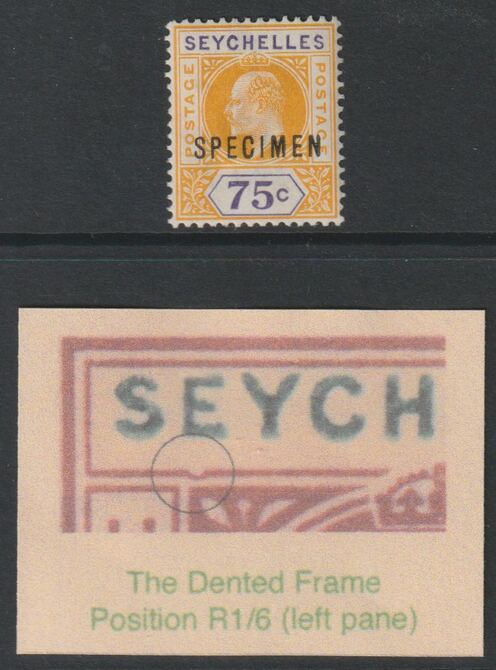 SEYCHELLES
POSTAGE
POSTAGE
SPECIMEN
75c
SEYCH
The Dented Frame
Position R1/6 (left pane)